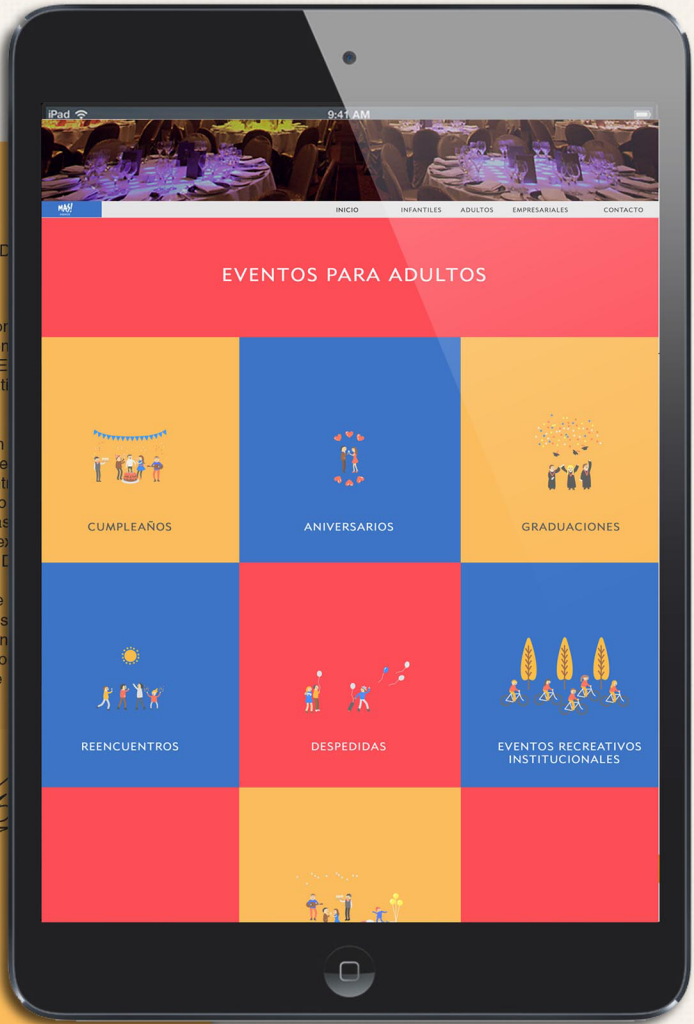 iPad 9:41 AM
MAS!
INICIO INFANTILES ADULTOS EMPRESARIALES CONTACTO
EVENTOS PARA ADULTOS
CUMPLEAÑOS ANIVERSARIOS GRADUACIONES
REENCUENTROS DESPEDIDAS EVENTOS RECREATIVOS
INSTITUCIONALES